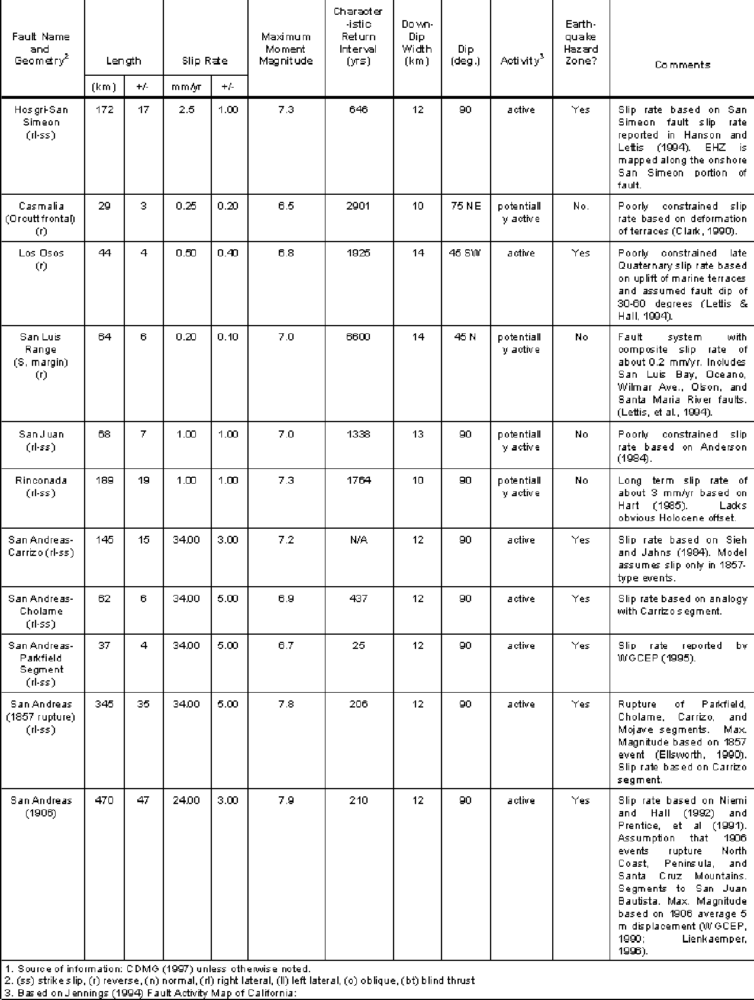 Fault Name and Geometry2 | Length | Slip Rate | Maximum Moment Magnitude | Character-istic Return Interval (yrs) | Down-Dip Width (km) | Dip (deg.) | Activity3 | Earth-quake Hazard Zone? | Comments
(km) | +/- | mm/yr | +/-
Hosgri-San Simeon (rl-ss) | 172 | 17 | 2.5 | 1.00 | 7.3 | 646 | 12 | 90 | active | Yes | Slip rate based on San Simeon fault slip rate reported in Hanson and Lettis (1994). EHZ is mapped along the onshore San Simeon portion of fault.
Casmalia (Orcutt frontal) (r) | 29 | 3 | 0.25 | 0.20 | 6.5 | 2901 | 10 | 75 NE | potentially active | No. | Poorly constrained slip rate based on deformation of terraces (Clark, 1990).
Los Osos (r) | 44 | 4 | 0.50 | 0.40 | 6.8 | 1925 | 14 | 45 SW | active | Yes | Poorly constrained late Quaternary slip rate based on uplift of marine terraces and assumed fault dip of 30-60 degrees (Lettis & Hall, 1994).
San Luis Range (S, margin) (r) | 64 | 6 | 0.20 | 0.10 | 7.0 | 6600 | 14 | 45 N | potentially active | No | Fault system with composite slip rate of about 0.2 mm/yr. Includes San Luis Bay, Oceano, Wilmar Ave., Olson, and Santa Maria River faults. (Lettis, et al., 1994).
San Juan (rl-ss) | 68 | 7 | 1.00 | 1.00 | 7.0 | 1338 | 13 | 90 | potentially active | No | Poorly constrained slip rate based on Anderson (1984).
Rinconada (rl-ss) | 189 | 19 | 1.00 | 1.00 | 7.3 | 1764 | 10 | 90 | potentially active | No | Long term slip rate of about 3 mm/yr based on Hart (1985). Lacks obvious Holocene offset.
San Andreas-Carrizo (rl-ss) | 145 | 15 | 34.00 | 3.00 | 7.2 | N/A | 12 | 90 | active | Yes | Slip rate based on Sieh and Jahns (1984). Model assumes slip only in 1857-type events.
San Andreas-Cholame (rl-ss) | 62 | 6 | 34.00 | 5.00 | 6.9 | 437 | 12 | 90 | active | Yes | Slip rate based on analogy with Carrizo segment.
San Andreas-Parkfield Segment (rl-ss) | 37 | 4 | 34.00 | 5.00 | 6.7 | 25 | 12 | 90 | active | Yes | Slip rate reported by WGCEP (1995).
San Andreas (1857 rupture) (rl-ss) | 345 | 35 | 34.00 | 5.00 | 7.8 | 206 | 12 | 90 | active | Yes | Rupture of Parkfield, Cholame, Carrizo, and Mojave segments. Max. Magnitude based on 1857 event (Ellsworth, 1990). Slip rate based on Carrizo segment.
San Andreas (1906) | 470 | 47 | 24.00 | 3.00 | 7.9 | 210 | 12 | 90 | active | Yes | Slip rate based on Niemi and Hall (1992) and Prentice, et al (1991). Assumption that 1906 events rupture North Coast, Peninsula, and Santa Cruz Mountains. Segments to San Juan Bautista. Max. Magnitude based on 1906 average 5 m displacement (WGCEP, 1990; Lienkaemper, 1996).
1. Source of information: CDMG (1997) unless otherwise noted.
2. (ss) strike slip, (r) reverse, (n) normal, (rl) right lateral, (ll) left lateral, (o) oblique, (bt) blind thrust
3. Based on Jennings (1994) Fault Activity Map of California: